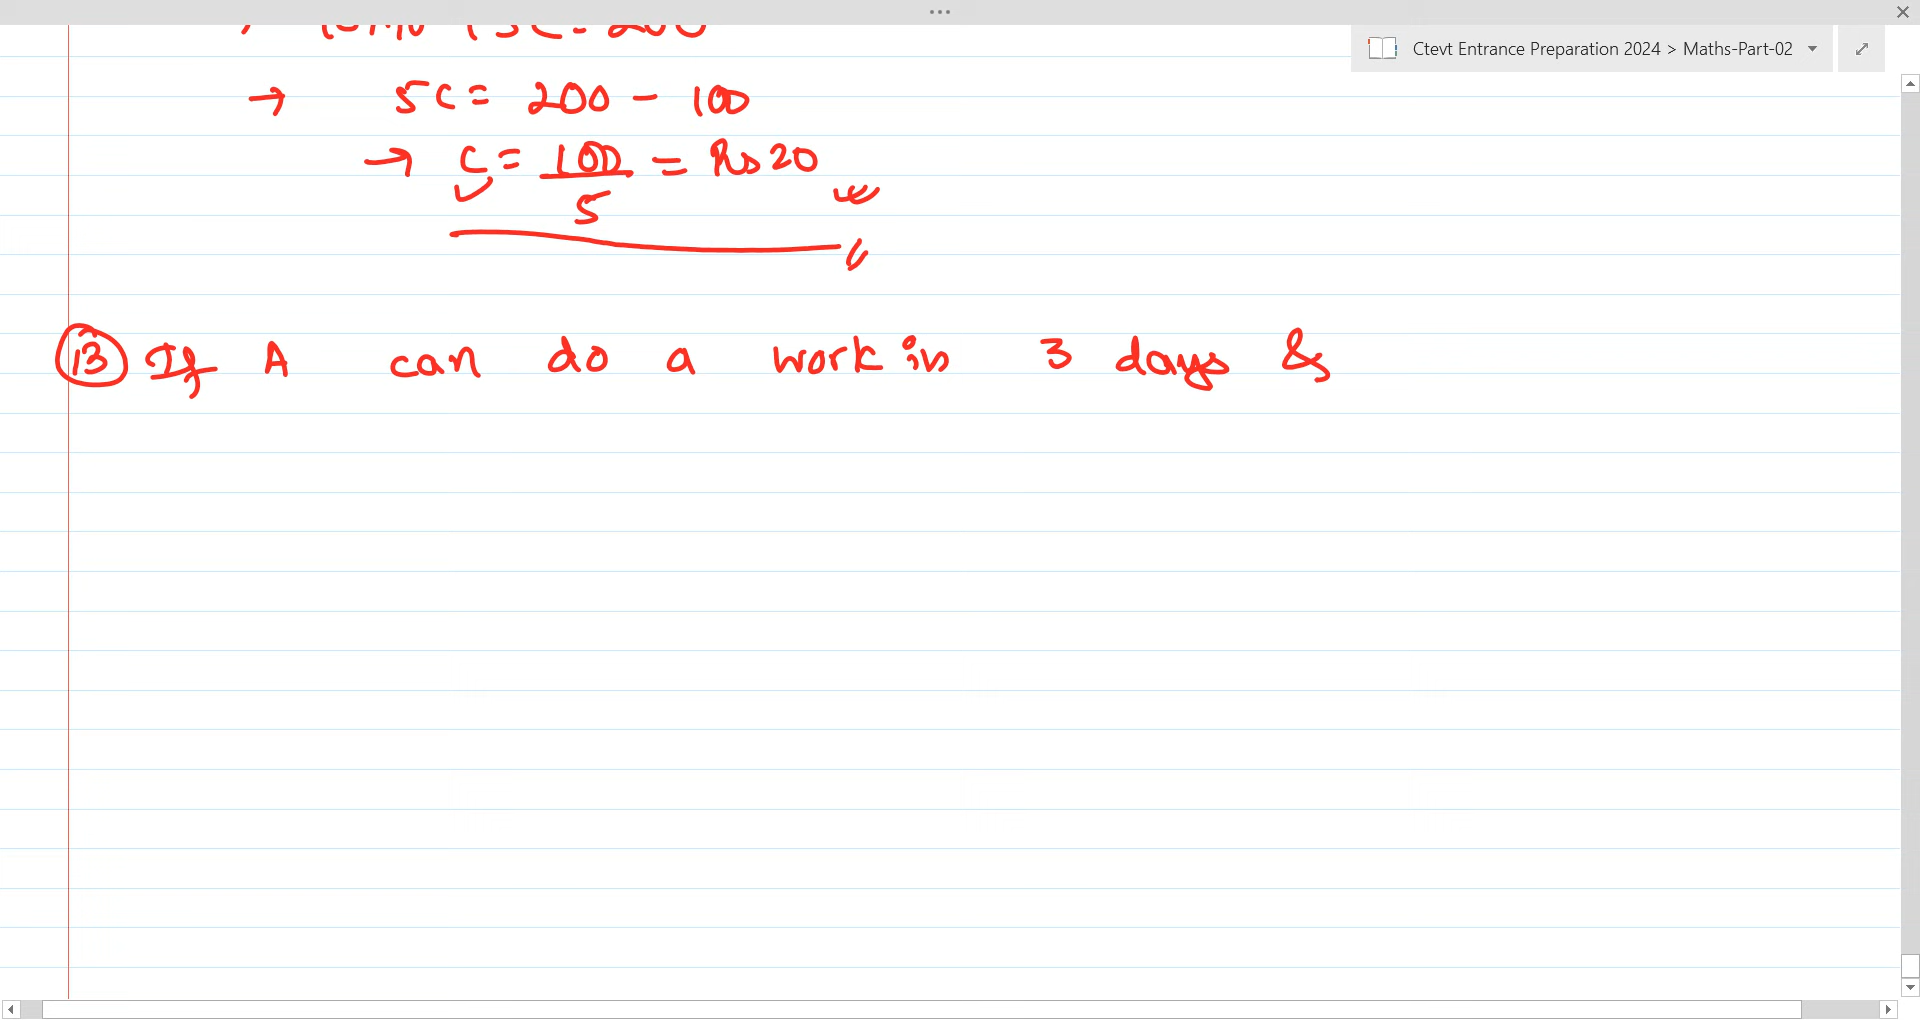 Ctevt Entrance Preparation 2024 > Maths-Part-02
→ 5C = 200 - 100
→ C = 100/5 = Rs 20
13 If A can do a work in 3 days &